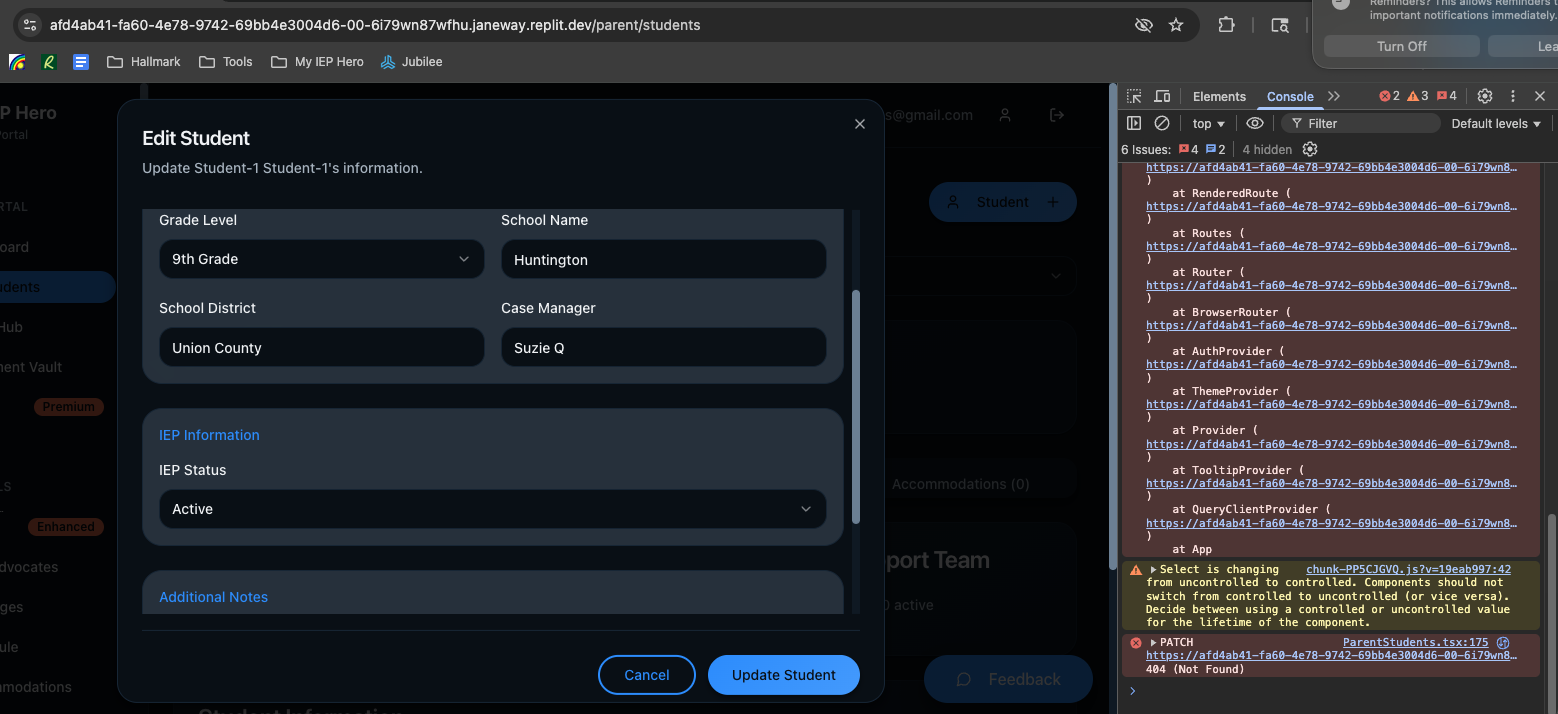 afd4ab41-fa60-4e78-9742-69bb4e3004d6-00-6i79wn87wfhu.janeway.replit.dev/parent/students
Reminders? This allows Reminders t
important notifications immediately.
Turn Off
Lea
Hallmark
Tools
My IEP Hero
Jubilee
P Hero
ortal
RTAL
oard
dents
Hub
ent Vault
Premium
LS
Enhanced
dvocates
ges
ule
mmodations
s@gmail.com
Student +
Accommodations (0)
port Team
0 active
Feedback
Student Information
Edit Student
Update Student-1 Student-1's information.
Grade Level
School Name
9th Grade
Huntington
School District
Case Manager
Union County
Suzie Q
IEP Information
IEP Status
Active
Additional Notes
Cancel
Update Student
Elements
Console
2
3
4
top
Filter
Default levels
6 Issues:
4
2
4 hidden
https://afd4ab41-fa60-4e78-9742-69bb4e3004d6-00-6i79wn8…
)
at RenderedRoute (
https://afd4ab41-fa60-4e78-9742-69bb4e3004d6-00-6i79wn8…
)
at Routes (
https://afd4ab41-fa60-4e78-9742-69bb4e3004d6-00-6i79wn8…
)
at Router (
https://afd4ab41-fa60-4e78-9742-69bb4e3004d6-00-6i79wn8…
)
at BrowserRouter (
https://afd4ab41-fa60-4e78-9742-69bb4e3004d6-00-6i79wn8…
)
at AuthProvider (
https://afd4ab41-fa60-4e78-9742-69bb4e3004d6-00-6i79wn8…
)
at ThemeProvider (
https://afd4ab41-fa60-4e78-9742-69bb4e3004d6-00-6i79wn8…
)
at Provider (
https://afd4ab41-fa60-4e78-9742-69bb4e3004d6-00-6i79wn8…
)
at TooltipProvider (
https://afd4ab41-fa60-4e78-9742-69bb4e3004d6-00-6i79wn8…
)
at QueryClientProvider (
https://afd4ab41-fa60-4e78-9742-69bb4e3004d6-00-6i79wn8…
)
at App
Select is changing chunk-PP5CJGVQ.js?v=19eab997:42
from uncontrolled to controlled. Components should not
switch from controlled to uncontrolled (or vice versa).
Decide between using a controlled or uncontrolled value
for the lifetime of the component.
PATCH ParentStudents.tsx:175
https://afd4ab41-fa60-4e78-9742-69bb4e3004d6-00-6i79wn8…
404 (Not Found)